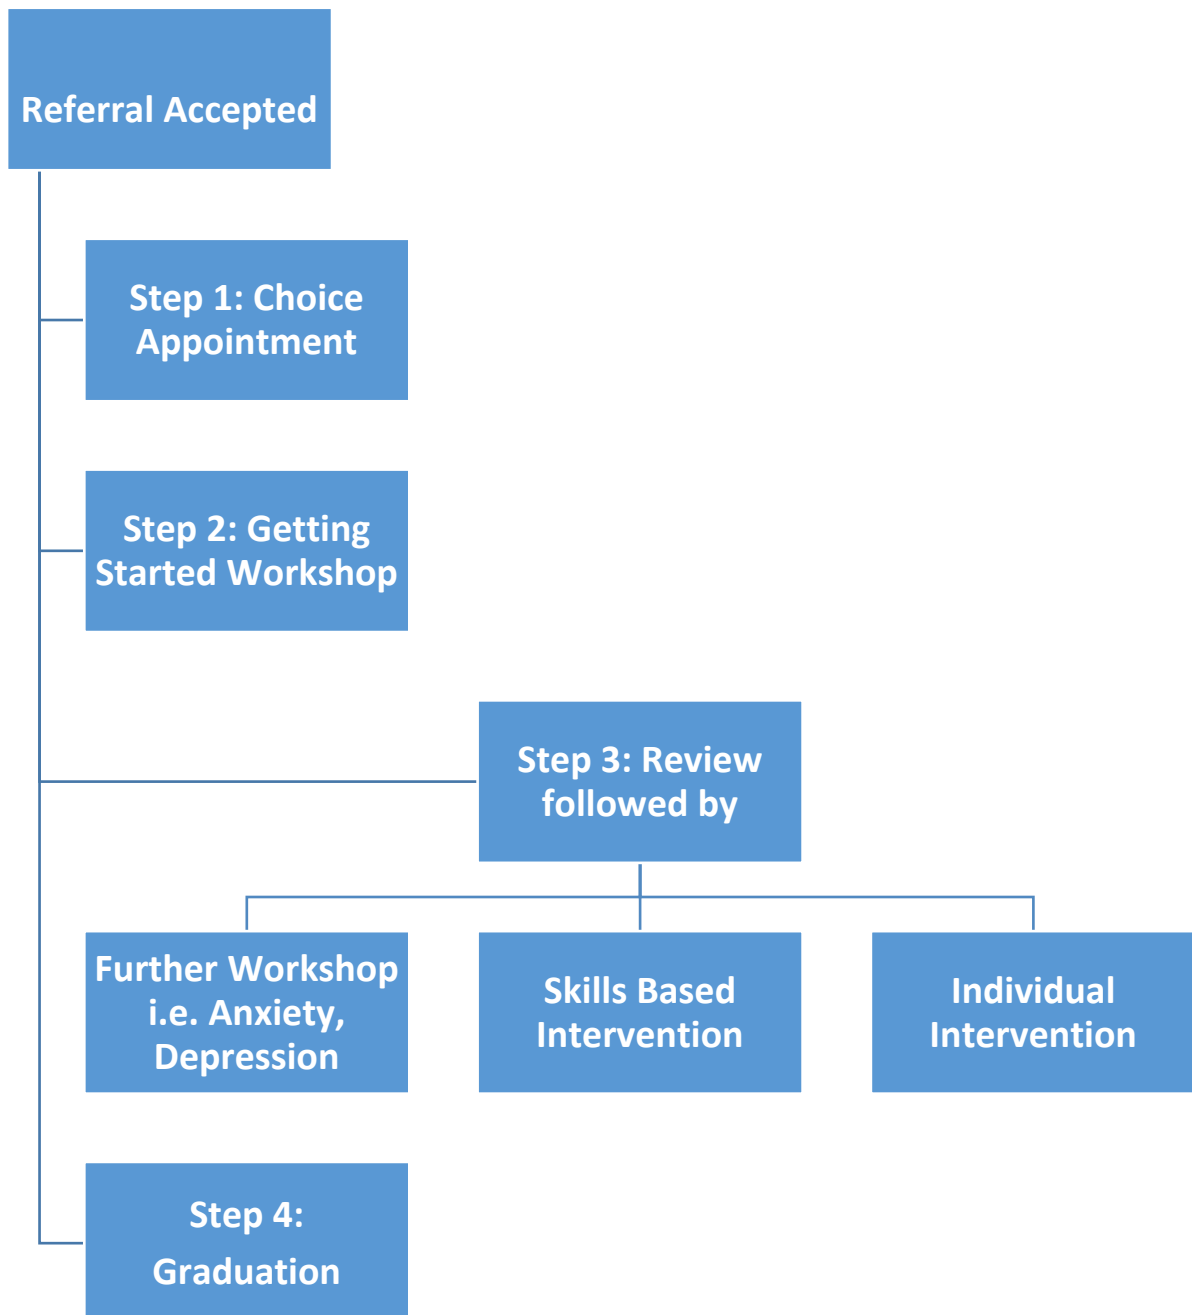 Referral Accepted
Step 1: Choice
Appointment
Step 2: Getting
Started Workshop
Step 3: Review
followed by
Further Workshop
i.e. Anxiety,
Depression
Skills Based
Intervention
Individual
Intervention
Step 4:
Graduation